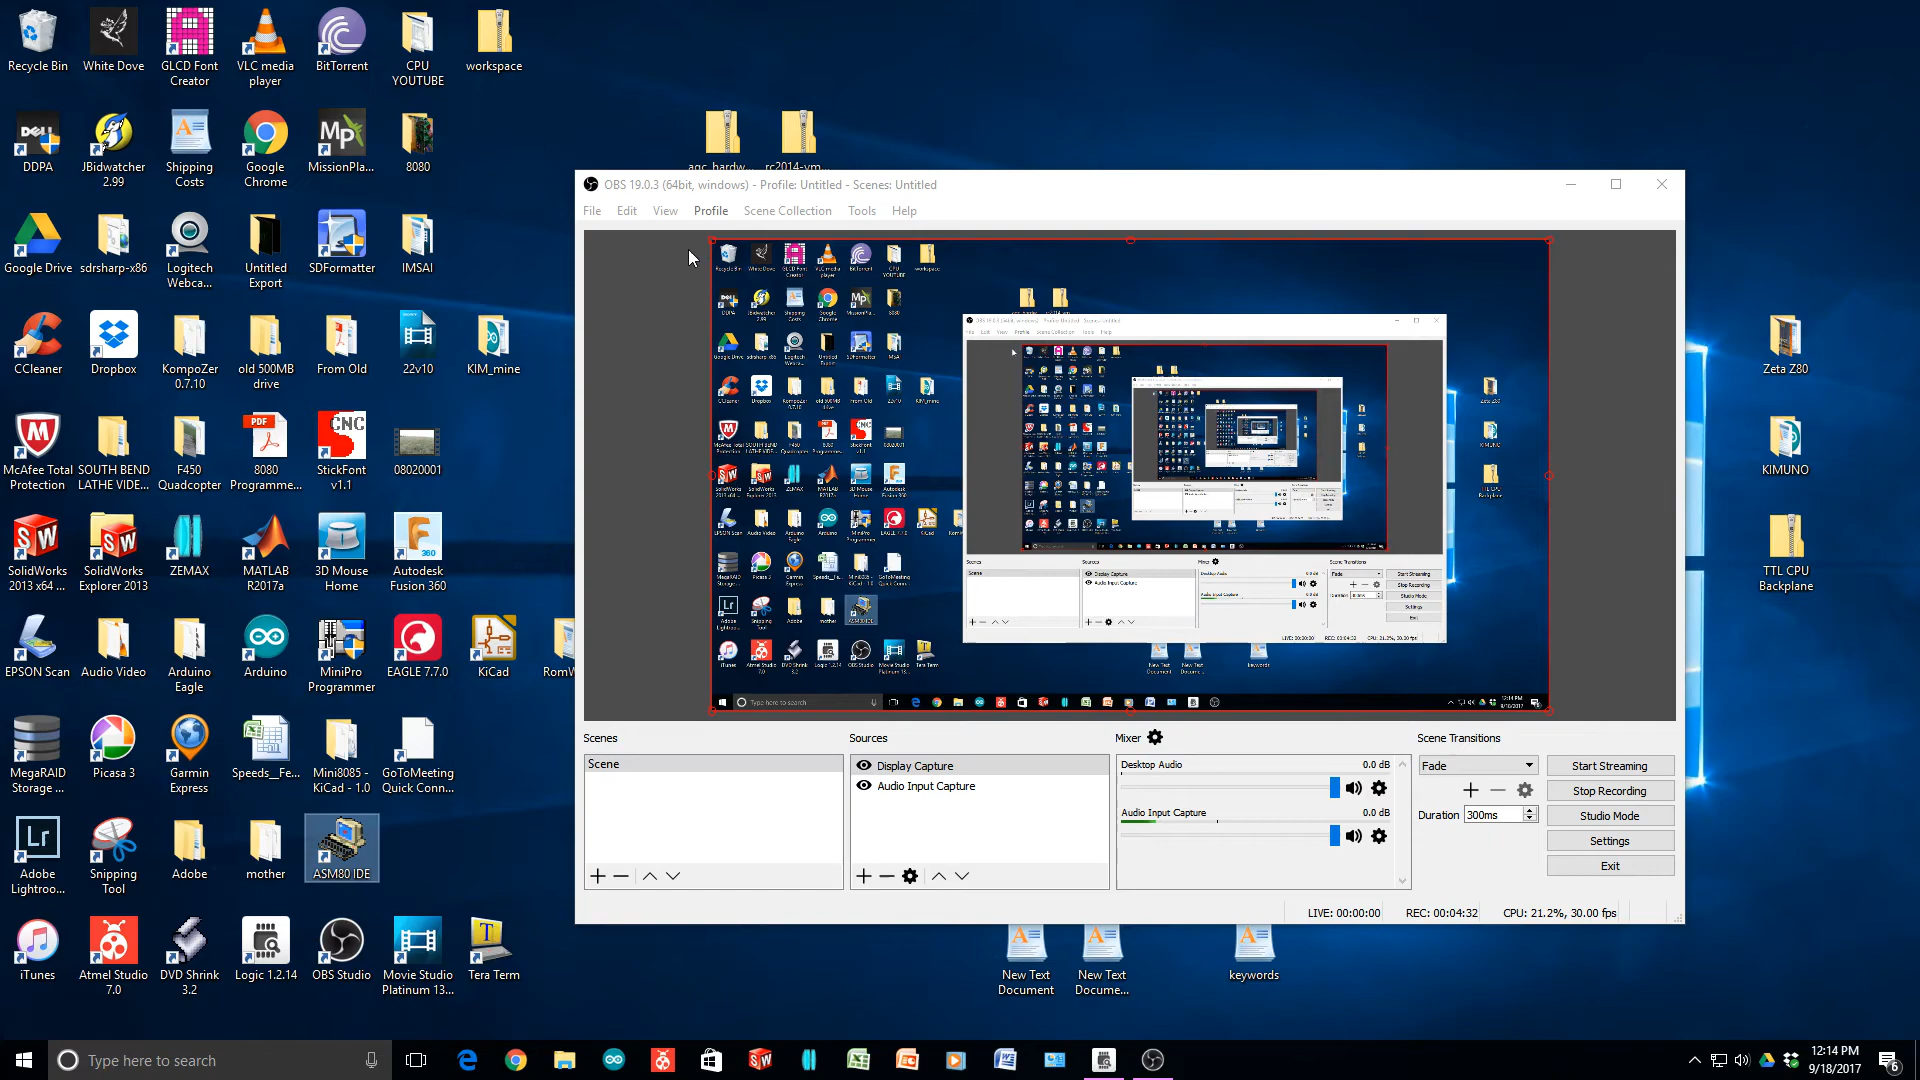 Recycle Bin
White Dove
GLCD Font
Creator
VLC media
player
BitTorrent
CPU
YOUTUBE
workspace
DDPA
JBidwatcher
2.99
Shipping
Costs
Google
Chrome
MissionPla...
8080
agc_hardw...
rc2014-vm...
Google Drive
sdrsharp-x86
Logitech
Webca...
Untitled
Export
SDFormatter
IMSAI
CCleaner
Dropbox
KompoZer
0.7.10
old 500MB
drive
From Old
22v10
KIM_mine
McAfee Total
Protection
SOUTH BEND
LATHE VIDE...
F450
Quadcopter
8080
Programme...
StickFont
v1.1
08020001
SolidWorks
2013 x64 ...
SolidWorks
Explorer 2013
ZEMAX
MATLAB
R2017a
3D Mouse
Home
Autodesk
Fusion 360
EPSON Scan
Audio Video
Arduino
Eagle
Arduino
MiniPro
Programmer
EAGLE 7.7.0
KiCad
RomW
MegaRAID
Storage ...
Picasa 3
Garmin
Express
Speeds__Fe...
Mini8085 -
KiCad - 1.0
GoToMeeting
Quick Conn...
Adobe
Lightroo...
Snipping
Tool
Adobe
mother
ASM80 IDE
iTunes
Atmel Studio
7.0
DVD Shrink
3.2
Logic 1.2.14
OBS Studio
Movie Studio
Platinum 13...
Tera Term
OBS 19.0.3 (64bit, windows) - Profile: Untitled - Scenes: Untitled
File Edit View Profile Scene Collection Tools Help
Scenes
Scene
Sources
Display Capture
Audio Input Capture
Mixer
Desktop Audio 0.0 dB
Audio Input Capture 0.0 dB
Scene Transitions
Fade
Duration 300ms
Start Streaming
Stop Recording
Studio Mode
Settings
Exit
LIVE: 00:00:00 REC: 00:04:32 CPU: 21.2%, 30.00 fps
New Text
Document
New Text
Docume...
keywords
Zeta Z80
KIMUNO
TTL CPU
Backplane
Type here to search
12:14 PM
9/18/2017
6